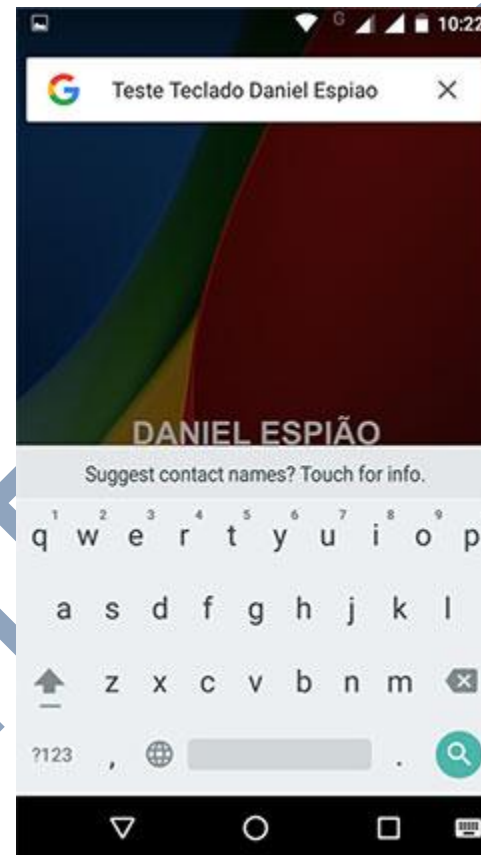 G 10:22
Teste Teclado Daniel Espiao
DANIEL ESPIÃO
Suggest contact names? Touch for info.
1 2 3 4 5 6 7 8 9
q w e r t y u i o p
a s d f g h j k l
z x c v b n m
?123 , .